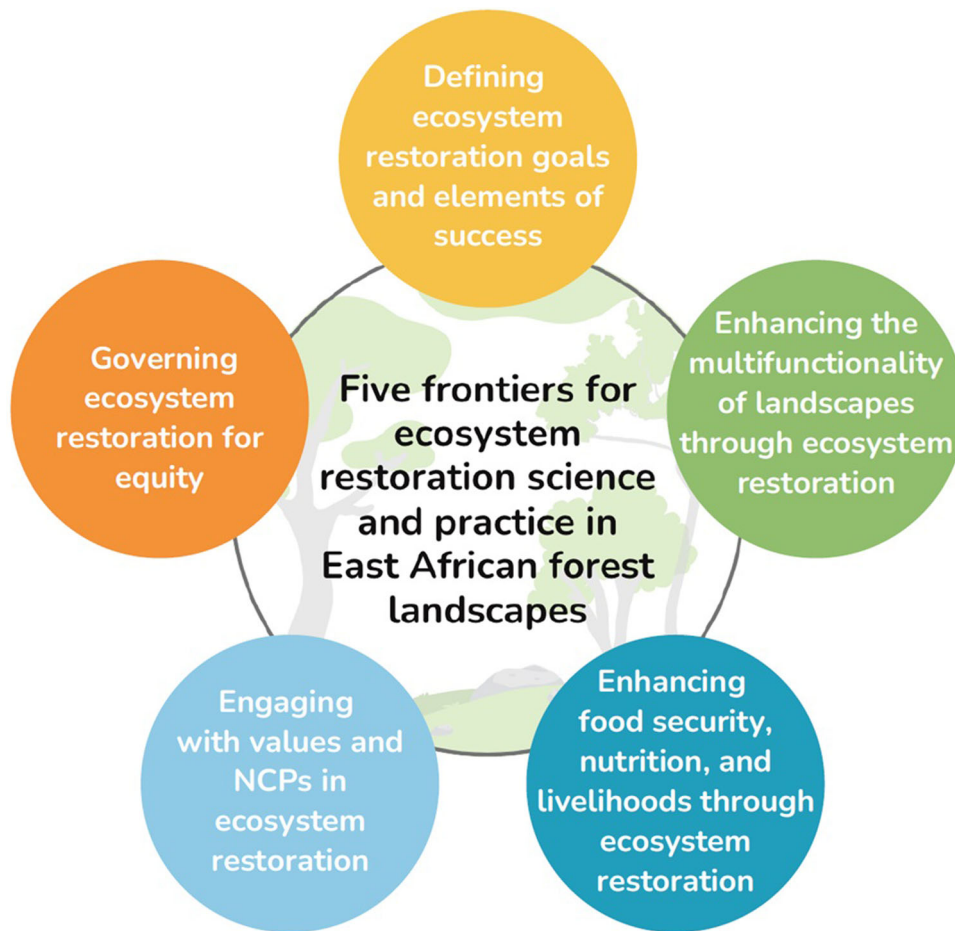 Defining
ecosystem
restoration goals
and elements of
success
Enhancing the
multifunctionality
of landscapes
through ecosystem
restoration
Enhancing
food security,
nutrition, and
livelihoods through
ecosystem
restoration
Engaging
with values and
NCPs in
ecosystem
restoration
Governing
ecosystem
restoration for
equity
Five frontiers for
ecosystem
restoration science
and practice in
East African forest
landscapes